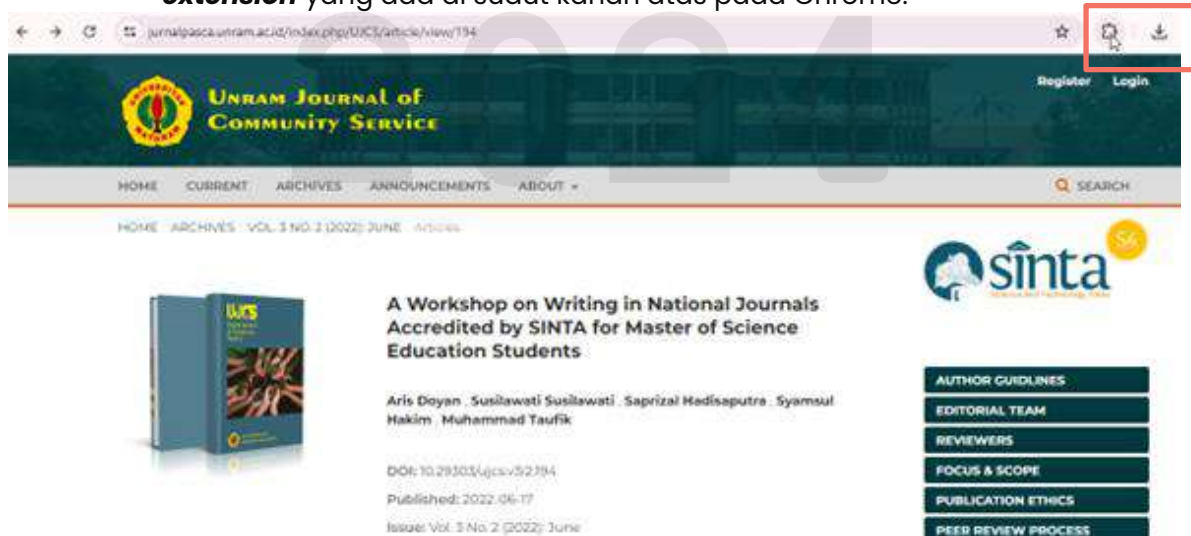 extension yang ada di sudut kanan atas pada Chrome.
jurnalpasca.unram.ac.id/index.php/UJCS/article/view/194
Register Login
UNRAM JOURNAL OF
COMMUNITY SERVICE
2024
HOME CURRENT ARCHIVES ANNOUNCEMENTS ABOUT
SEARCH
HOME ARCHIVES VOL. 3 NO. 2 (2022): JUNE Articles
S4
sinta
UJCS
A Workshop on Writing in National Journals
Accredited by SINTA for Master of Science
Education Students
Aris Doyan, Susilawati Susilawati, Saprizal Hadisaputra, Syamsul
Hakim, Muhammad Taufik
DOI: 10.29303/ujcs.v3i2.194
Published: 2022-06-17
Issue: Vol. 3 No. 2 (2022): June
AUTHOR GUIDLINES
EDITORIAL TEAM
REVIEWERS
FOCUS & SCOPE
PUBLICATION ETHICS
PEER REVIEW PROCESS